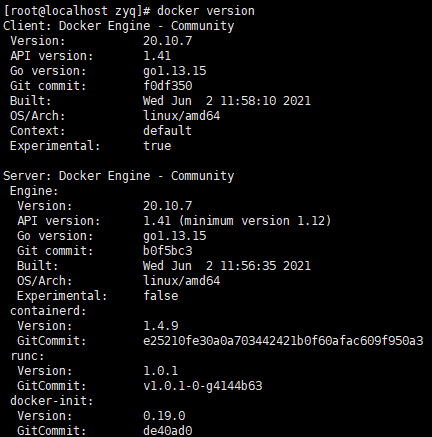 [root@localhost zyq]# docker version
Client: Docker Engine - Community
 Version:           20.10.7
 API version:       1.41
 Go version:        go1.13.15
 Git commit:        f0df350
 Built:             Wed Jun  2 11:58:10 2021
 OS/Arch:           linux/amd64
 Context:           default
 Experimental:      true

Server: Docker Engine - Community
 Engine:
  Version:          20.10.7
  API version:      1.41 (minimum version 1.12)
  Go version:       go1.13.15
  Git commit:       b0f5bc3
  Built:            Wed Jun  2 11:56:35 2021
  OS/Arch:          linux/amd64
  Experimental:     false
 containerd:
  Version:          1.4.9
  GitCommit:        e25210fe30a0a703442421b0f60afac609f950a3
 runc:
  Version:          1.0.1
  GitCommit:        v1.0.1-0-g4144b63
 docker-init:
  Version:          0.19.0
  GitCommit:        de40ad0